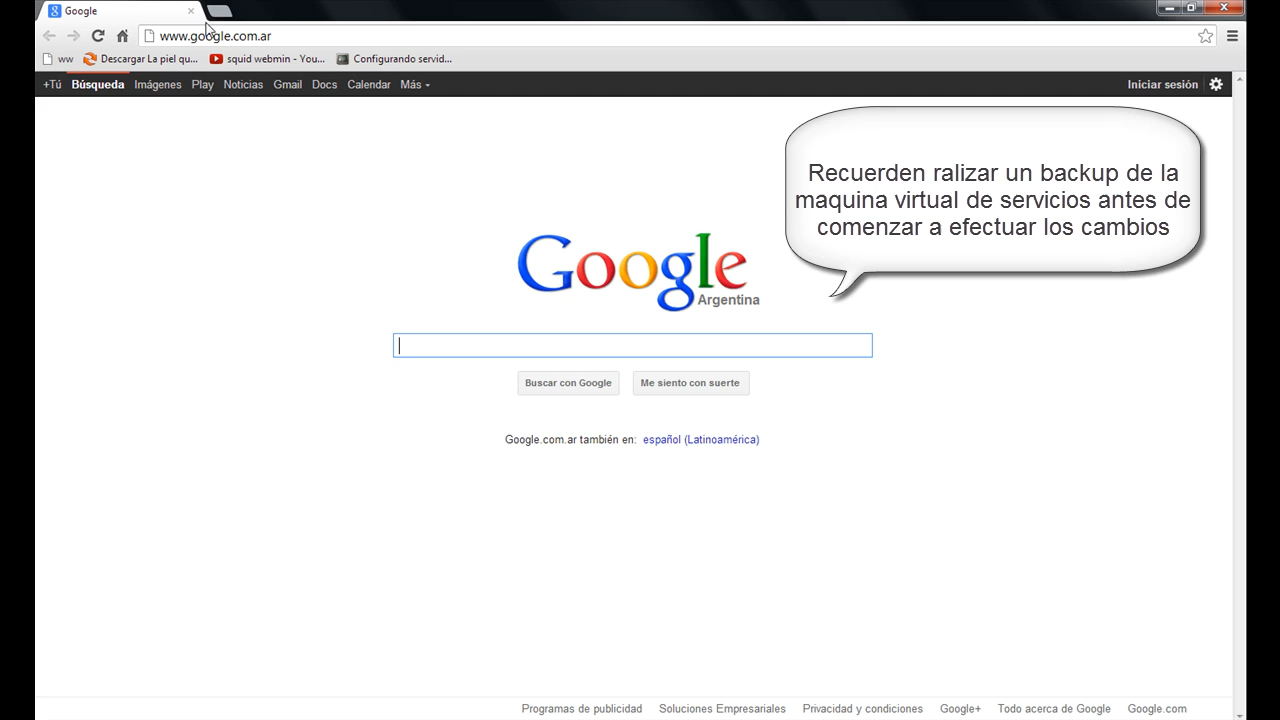 Google
www.google.com.ar
ww Descargar La piel qu... squid webmin - You... Configurando servid...
+Tú Búsqueda Imágenes Play Noticias Gmail Docs Calendar Más Iniciar sesión
Recuerden ralizar un backup de la
maquina virtual de servicios antes de
comenzar a efectuar los cambios
Google
Argentina
Buscar con Google Me siento con suerte
Google.com.ar también en: español (Latinoamérica)
Programas de publicidad Soluciones Empresariales Privacidad y condiciones Google+ Todo acerca de Google Google.com